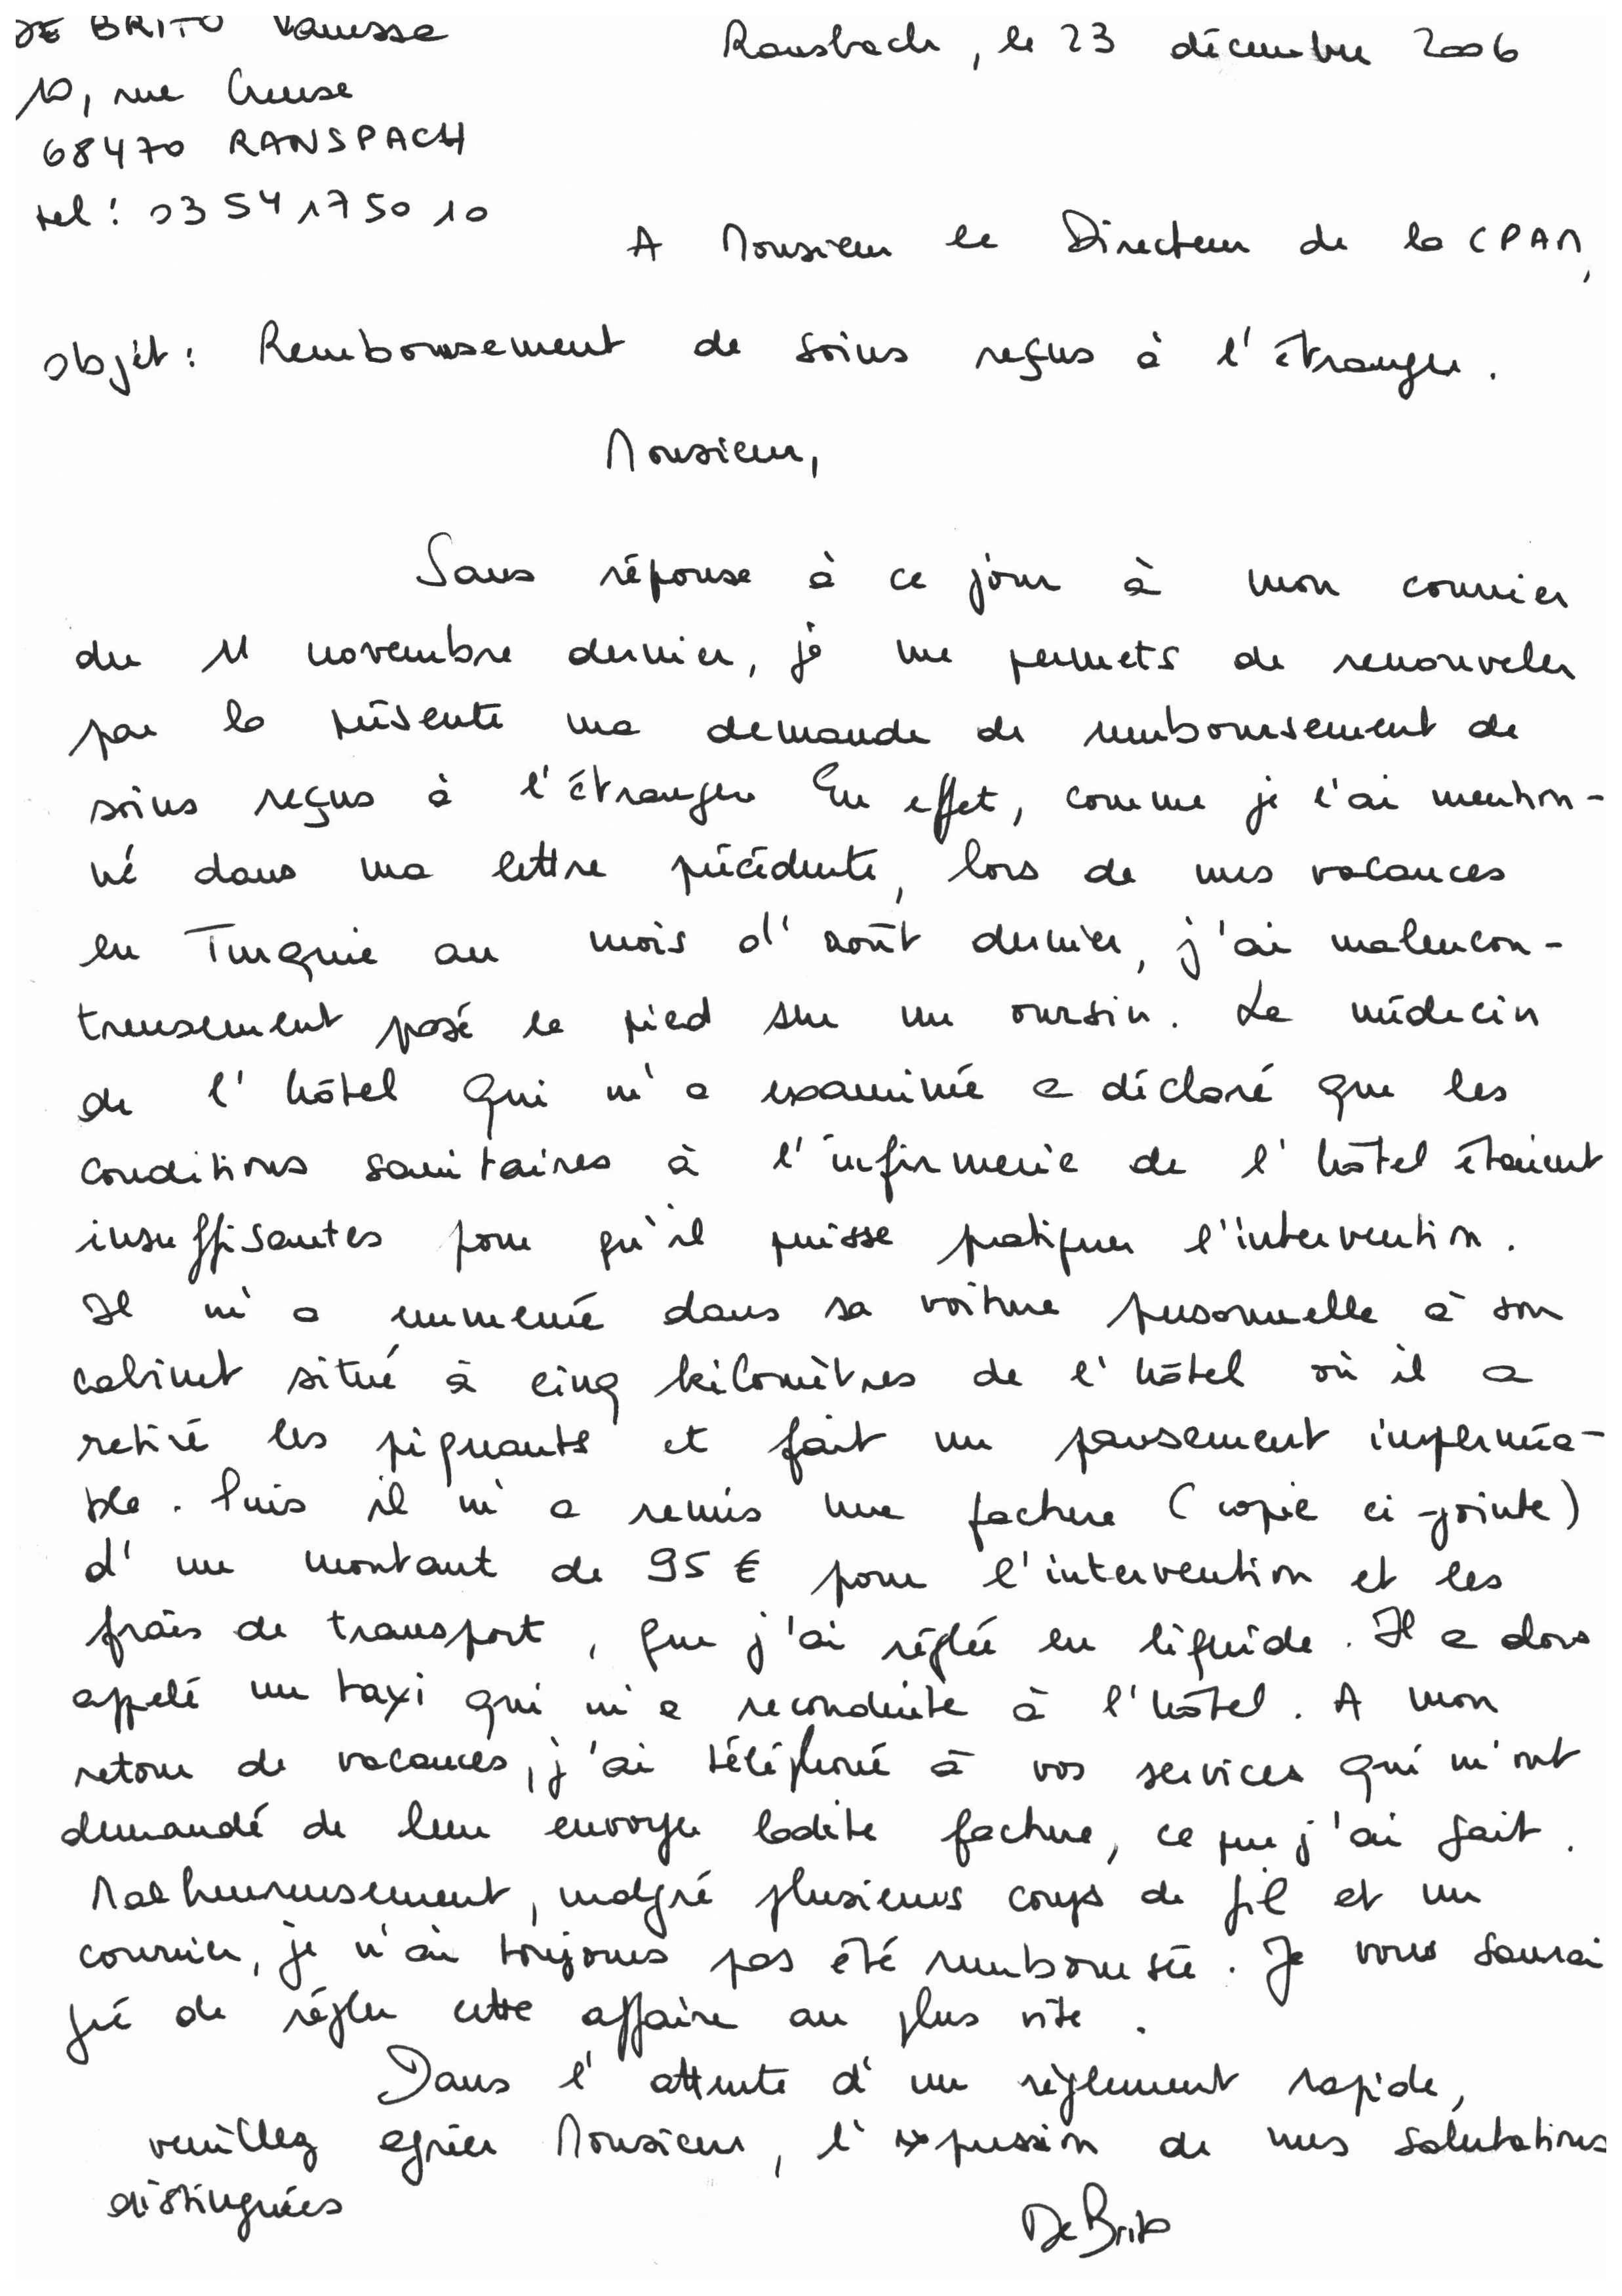 DE BRITO Vanessa
Ransbach, le 23 décembre 2006
10, rue Creuse
68470 RANSPACH
tel : 03 54 17 50 10
A Monsieur le Directeur de la CPAM,
Objet : Remboursement de soins reçus à l'étranger.
Monsieur,
Sans réponse à ce jour à mon courrier
du 11 novembre dernier, je me permets de renouveler
par la présente ma demande de remboursement de
soins reçus à l'étranger En effet, comme je l'ai mention-
né dans ma lettre précédente, lors de mes vacances
en Turquie au mois d'août dernier, j'ai malencon-
treusement posé le pied sur un oursin. Le médecin
de l'hôtel qui m'a examinée a déclaré que les
conditions sanitaires à l'infirmerie de l'hôtel étaient
insuffisantes pour qu'il puisse pratiquer l'intervention.
Il m'a emmenée dans sa voiture personnelle à son
cabinet situé à cinq kilomètres de l'hôtel où il a
retiré les piquants et fait un pansement imperméa-
ble. Puis il m'a remis une facture (copie ci-jointe)
d'un montant de 95 € pour l'intervention et les
frais de transport, que j'ai réglée en liquide. Il a alors
appelé un taxi qui m'a reconduite à l'hôtel. A mon
retour de vacances, j'ai téléphoné à vos services qui m'ont
demandé de leur envoyer ladite facture, ce que j'ai fait.
Malheureusement, malgré plusieurs coups de fil et un
courrier, je n'ai toujours pas été remboursée. Je vous saurai
gré de régler cette affaire au plus vite.
Dans l'attente d'un règlement rapide,
veuillez agréer Monsieur, l'expression de mes salutations
distinguées
De Brito